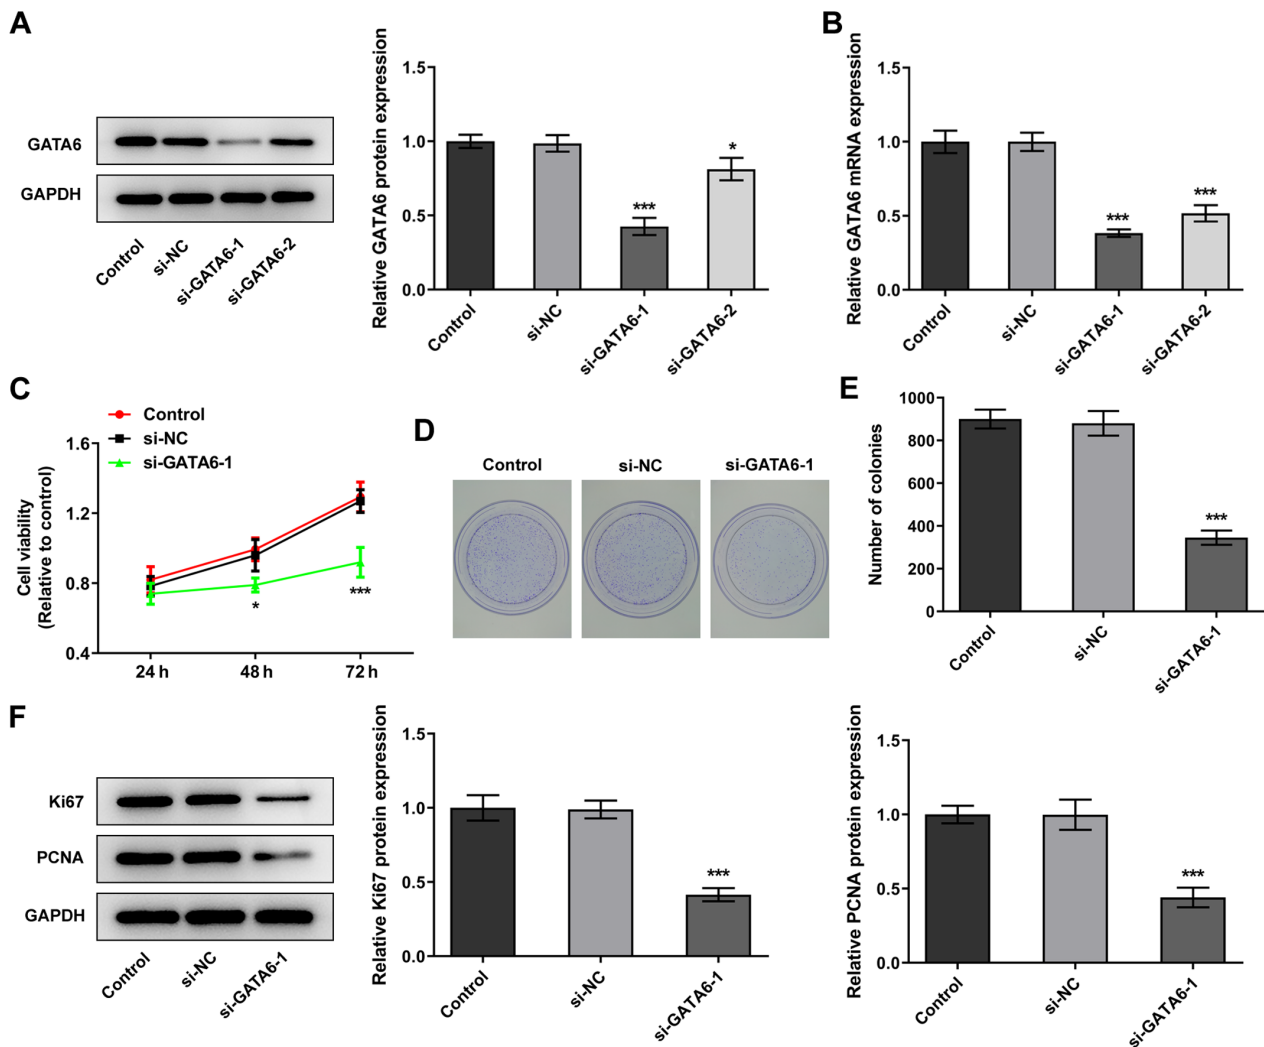 A
GATA6
GAPDH
Control
si-NC
si-GATA6-1
si-GATA6-2
Relative GATA6 protein expression
1.5
1.0
0.5
0.0
***
*
Control
si-NC
si-GATA6-1
si-GATA6-2
B
Relative GATA6 mRNA expression
1.5
1.0
0.5
0.0
***
***
Control
si-NC
si-GATA6-1
si-GATA6-2
C
Control
si-NC
si-GATA6-1
Cell viability
(Relative to control)
1.6
1.2
0.8
0.4
*
***
24 h
48 h
72 h
D
Control
si-NC
si-GATA6-1
E
Number of colonies
1000
800
600
400
200
0
***
Control
si-NC
si-GATA6-1
F
Ki67
PCNA
GAPDH
Control
si-NC
si-GATA6-1
Relative Ki67 protein expression
1.5
1.0
0.5
0.0
***
Control
si-NC
si-GATA6-1
Relative PCNA protein expression
1.5
1.0
0.5
0.0
***
Control
si-NC
si-GATA6-1